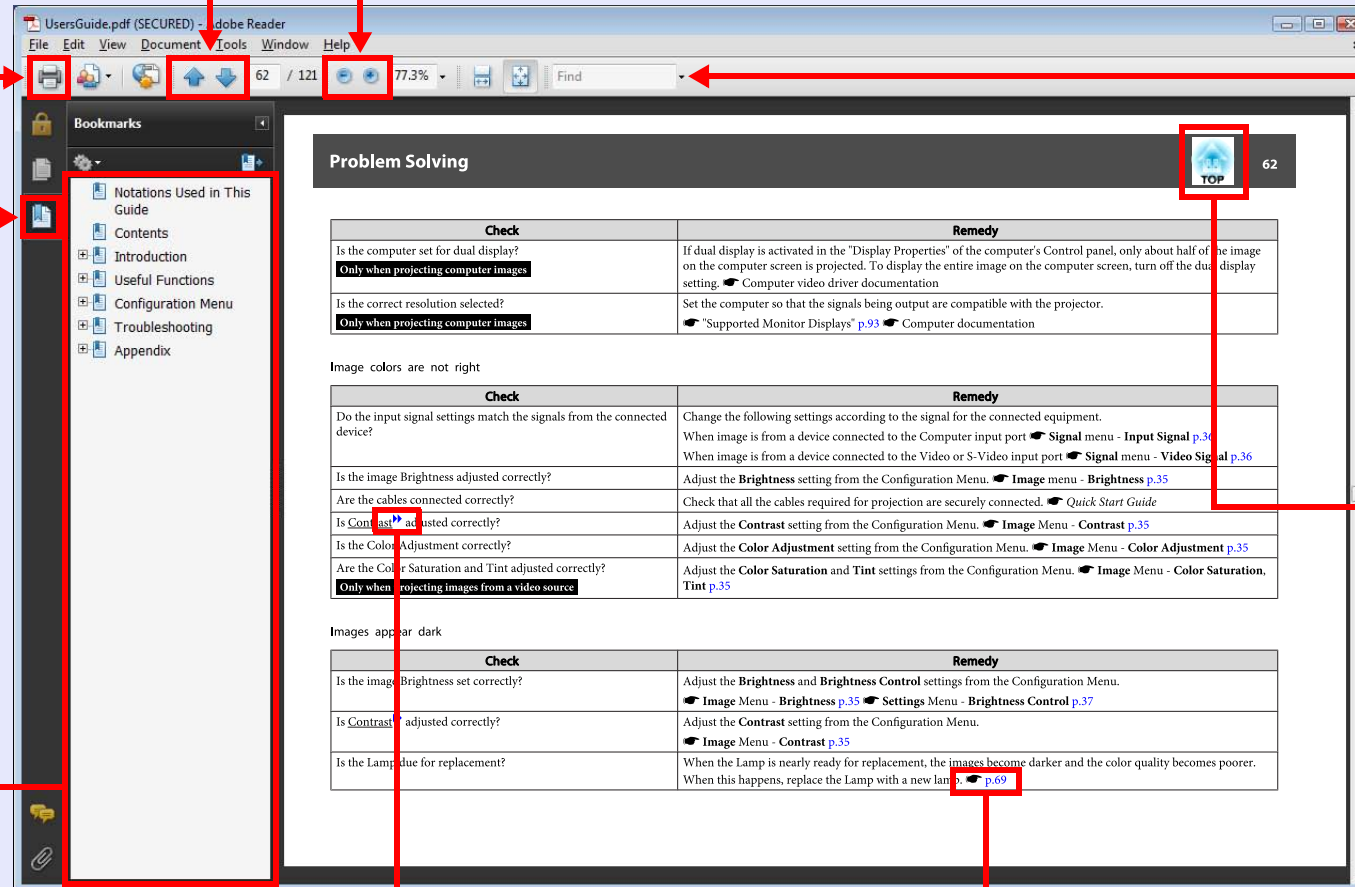 UsersGuide.pdf (SECURED) - Adobe Reader
File Edit View Document Tools Window Help
62 / 121 77.3% Find
Bookmarks
Notations Used in This
Guide
Contents
Introduction
Useful Functions
Configuration Menu
Troubleshooting
Appendix
Problem Solving
TOP
62
Check Remedy
Is the computer set for dual display?
Only when projecting computer images
If dual display is activated in the "Display Properties" of the computer's Control panel, only about half of the image
on the computer screen is projected. To display the entire image on the computer screen, turn off the dual display
setting. ☛ Computer video driver documentation
Is the correct resolution selected?
Only when projecting computer images
Set the computer so that the signals being output are compatible with the projector.
☛ "Supported Monitor Displays" p.93 ☛ Computer documentation
Image colors are not right
Check Remedy
Do the input signal settings match the signals from the connected
device?
Change the following settings according to the signal for the connected equipment.
When image is from a device connected to the Computer input port ☛ Signal menu - Input Signal p.36
When image is from a device connected to the Video or S-Video input port ☛ Signal menu - Video Signal p.36
Is the image Brightness adjusted correctly?
Adjust the Brightness setting from the Configuration Menu. ☛ Image menu - Brightness p.35
Are the cables connected correctly?
Check that all the cables required for projection are securely connected. ☛ Quick Start Guide
Is Contrast adjusted correctly?
Adjust the Contrast setting from the Configuration Menu. ☛ Image Menu - Contrast p.35
Is the Color Adjustment correctly?
Adjust the Color Adjustment setting from the Configuration Menu. ☛ Image Menu - Color Adjustment p.35
Are the Color Saturation and Tint adjusted correctly?
Only when projecting images from a video source
Adjust the Color Saturation and Tint settings from the Configuration Menu. ☛ Image Menu - Color Saturation,
Tint p.35
Images appear dark
Check Remedy
Is the image Brightness set correctly?
Adjust the Brightness and Brightness Control settings from the Configuration Menu.
☛ Image Menu - Brightness p.35 ☛ Settings Menu - Brightness Control p.37
Is Contrast adjusted correctly?
Adjust the Contrast setting from the Configuration Menu.
☛ Image Menu - Contrast p.35
Is the Lamp due for replacement?
When the Lamp is nearly ready for replacement, the images become darker and the color quality becomes poorer.
When this happens, replace the Lamp with a new lamp. ☛ p.69